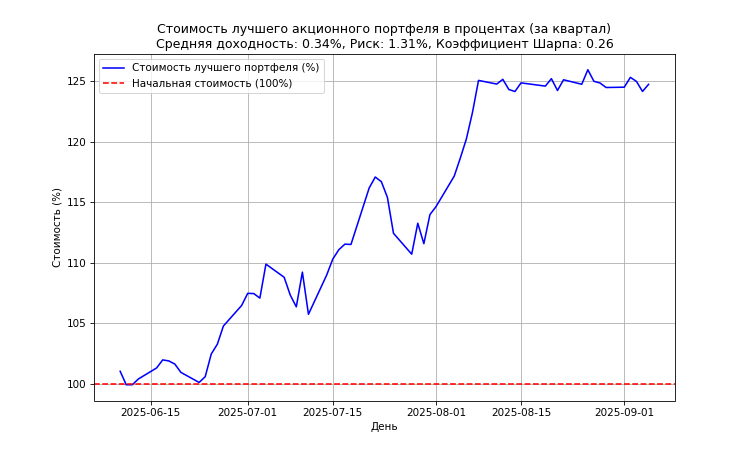 Стоимость лучшего акционного портфеля в процентах (за квартал)
Средняя доходность: 0.34%, Риск: 1.31%, Коэффициент Шарпа: 0.26
Стоимость лучшего портфеля (%)
Начальная стоимость (100%)
Стоимость (%)
125
120
115
110
105
100
2025-06-15
2025-07-01
2025-07-15
2025-08-01
2025-08-15
2025-09-01
День